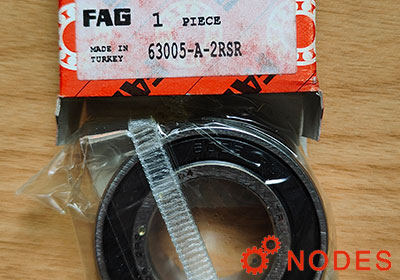 FAG 1 PIECE
MADE IN
TURKEY
63005-A-2RSR
NODES